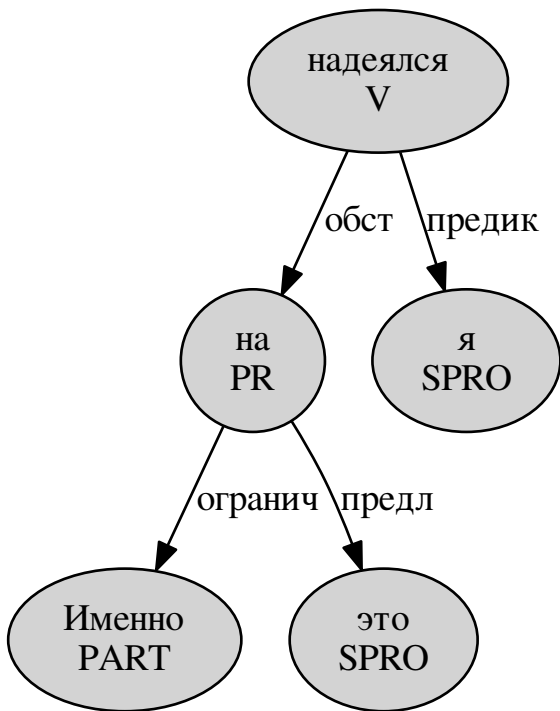 надеялся
V
обст
предик
на
PR
я
SPRO
огранич
предл
Именно
PART
это
SPRO